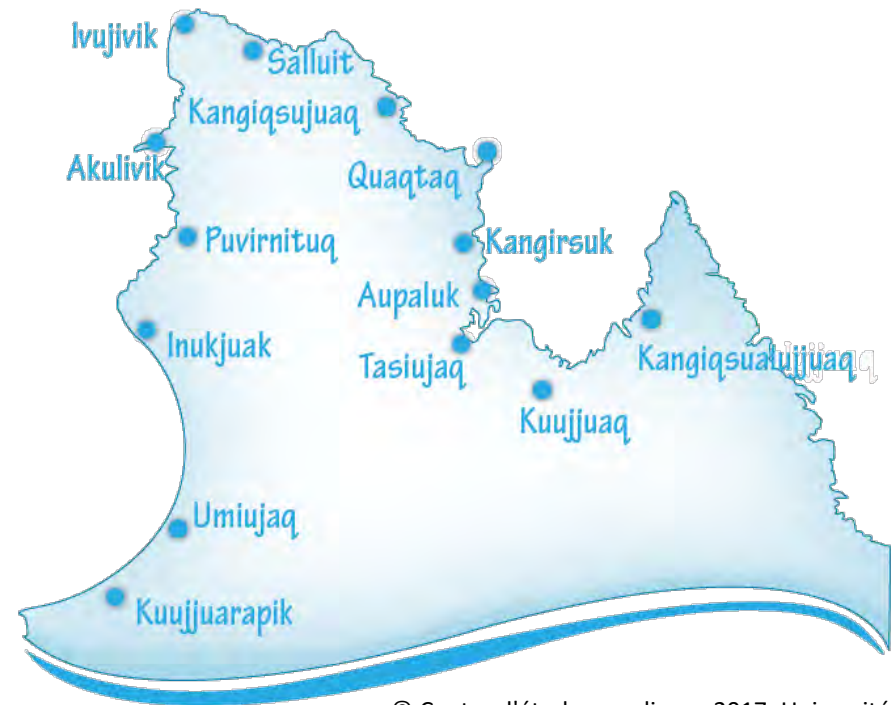 Ivujivik
Salluit
Kangiqsujuaq
Akulivik
Quaqtaq
Puvirnituq
Kangirsuk
Aupaluk
Inukjuak
Tasiujaq
Kangiqsualujjuaq
Kuujjuaq
Umiujaq
Kuujjuarapik